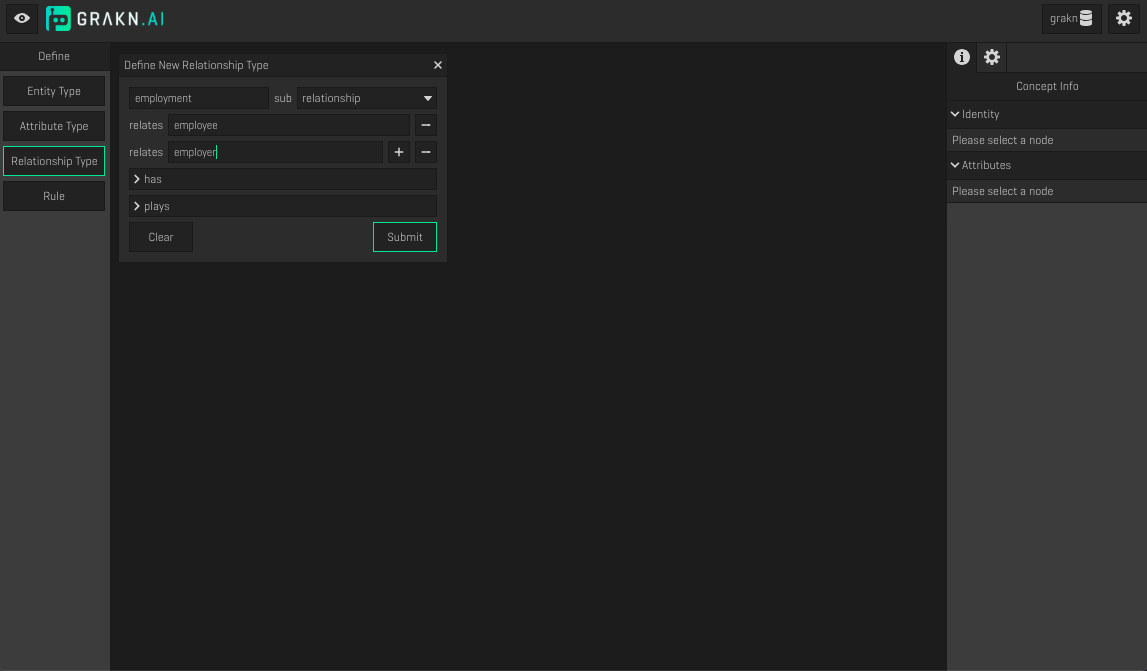 GRAKN.AI
grakn
Define
Entity Type
Attribute Type
Relationship Type
Rule
Define New Relationship Type
employment sub relationship
relates employee
relates employer
has
plays
Clear Submit
Concept Info
Identity
Please select a node
Attributes
Please select a node